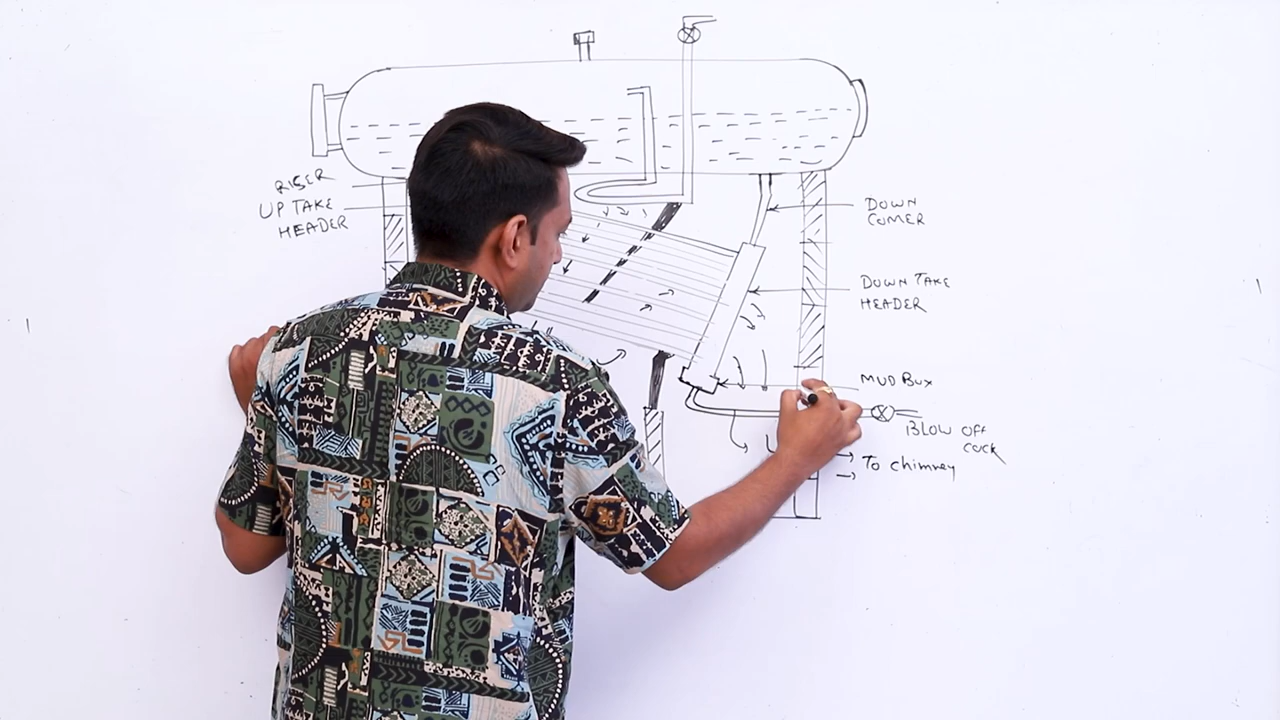 RISER
UP TAKE
HEADER
DOWN
COMER
DOWN TAKE
HEADER
MUD BOX
BLOW OFF
COCK
To chimney